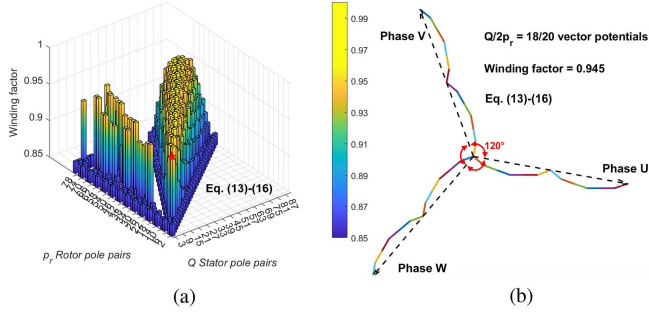 1
0.95
0.9
0.85
Winding factor
Eq. (13)-(16)
p_r Rotor pole pairs
Q Stator pole pairs
(a)
0.99
0.97
0.95
0.93
0.91
0.89
0.87
0.85
(b)
Phase V
Q/2p_r = 18/20 vector potentials
Winding factor = 0.945
Eq. (13)-(16)
120°
Phase U
Phase W
(b)